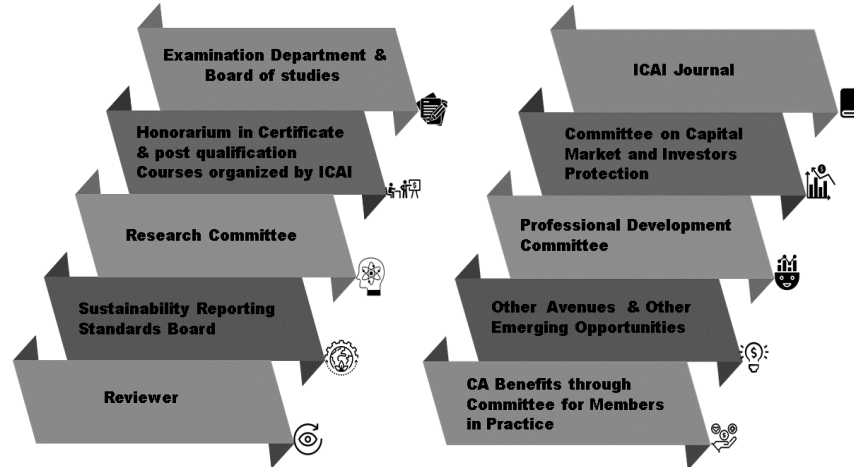 Examination Department &
Board of studies
Honorarium in Certificate
& post qualification
Courses organized by ICAI
Research Committee
Sustainability Reporting
Standards Board
Reviewer
ICAI Journal
Committee on Capital
Market and Investors
Protection
Professional Development
Committee
Other Avenues & Other
Emerging Opportunities
CA Benefits through
Committee for Members
in Practice